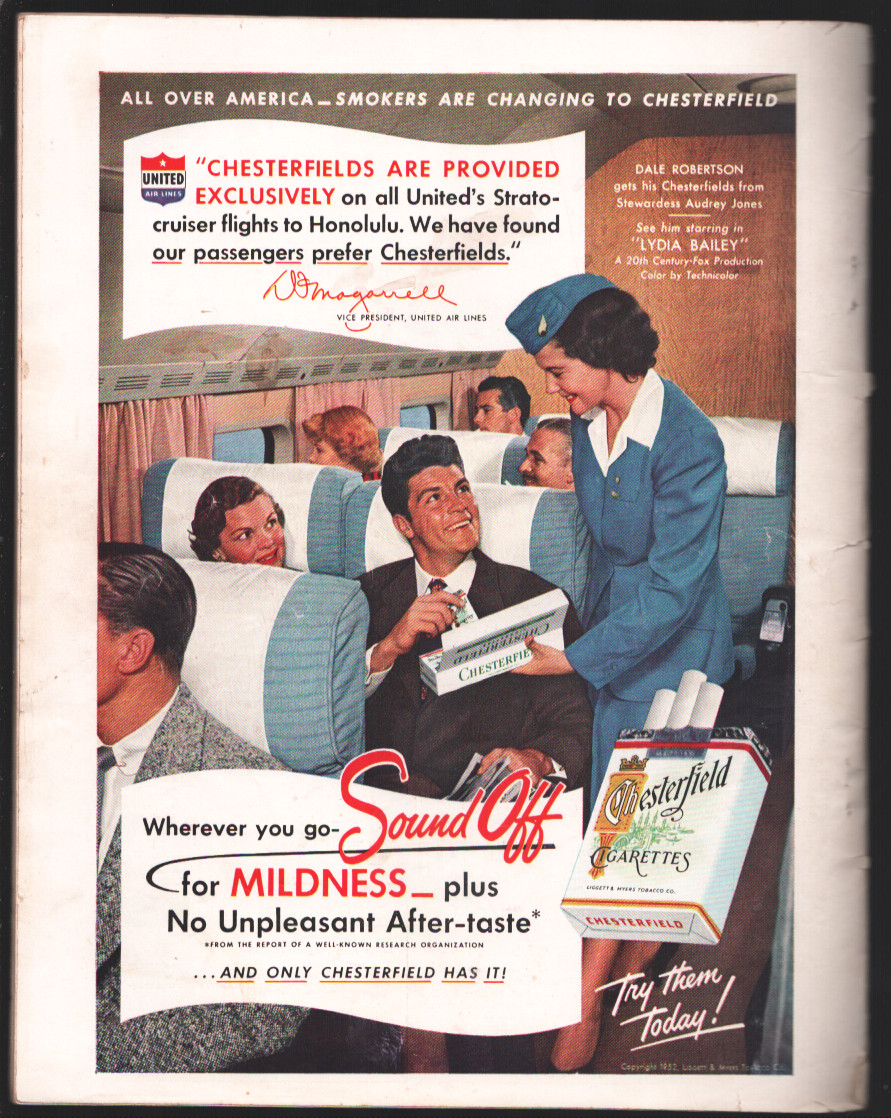 ALL OVER AMERICA—SMOKERS ARE CHANGING TO CHESTERFIELD
UNITED
AIR LINES
"CHESTERFIELDS ARE PROVIDED
EXCLUSIVELY on all United's Strato-
cruiser flights to Honolulu. We have found
our passengers prefer Chesterfields."
VICE PRESIDENT, UNITED AIR LINES
DALE ROBERTSON
gets his Chesterfields from
Stewardess Audrey Jones
See him starring in
"LYDIA BAILEY"
A 20th Century-Fox Production
Color by Technicolor
CHESTERFIELD
CHESTERFIE
Wherever you go- Sound Off
for MILDNESS— plus
No Unpleasant After-taste*
*FROM THE REPORT OF A WELL-KNOWN RESEARCH ORGANIZATION
...AND ONLY CHESTERFIELD HAS IT!
Chesterfield
CIGARETTES
LIGGETT & MYERS TOBACCO CO.
CHESTERFIELD
Try them
Today!
Copyright 1952, Liggett & Myers Tobacco Co.